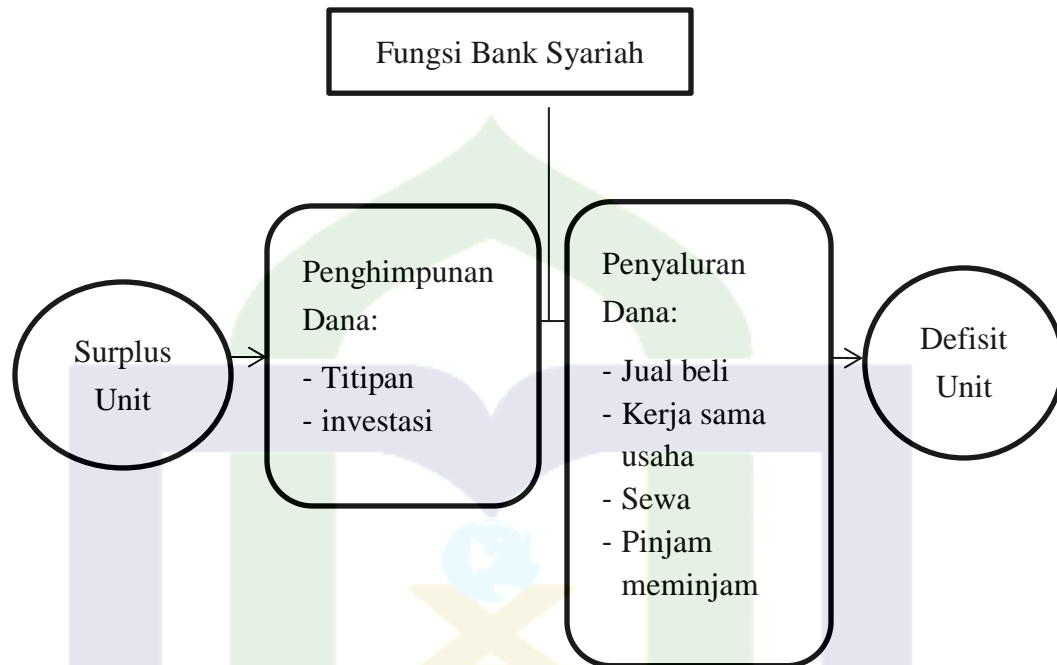 Fungsi Bank Syariah
Surplus
Unit
Penghimpunan
Dana:
- Titipan
- investasi
Penyaluran
Dana:
- Jual beli
- Kerja sama
usaha
- Sewa
- Pinjam
meminjam
Defisit
Unit